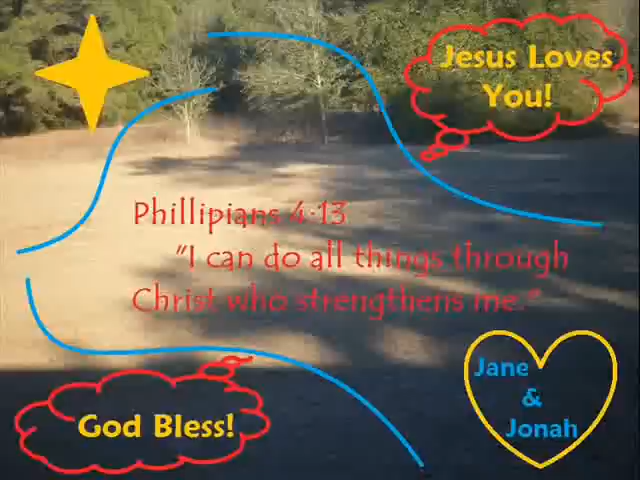 Jesus Loves
You!
Phillipians 4:13
"I can do all things through
Christ who strengthens me."
Jane
&
Jonah
God Bless!